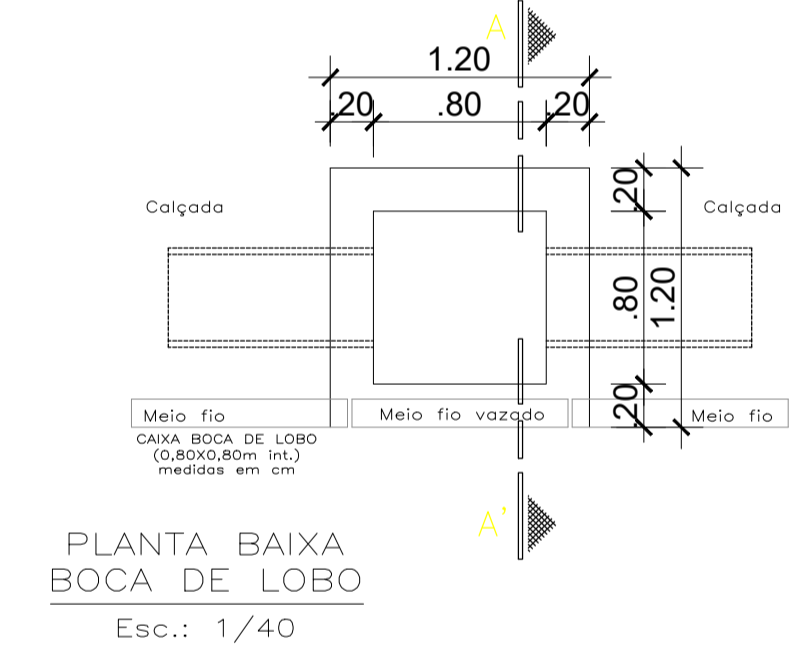 A
1.20
.20 .80 .20
Calçada
.20
Calçada
.80
1.20
.20
Meio fio
Meio fio vazado
Meio fio
CAIXA BOCA DE LOBO
(0,80X0,80m int.)
medidas em cm
A'
PLANTA BAIXA
BOCA DE LOBO
Esc.: 1/40